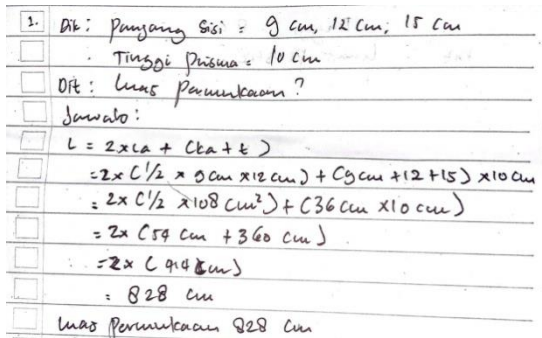 1. Dik : panjang sisi = 9 cm, 12 cm, 15 cm
Tinggi prisma = 10 cm
Dit : Luas permukaan ?
Jawab :
L = 2 x La + (ka + t)
= 2 x (1/2 x 9 cm x 12 cm) + (9 cm + 12 + 15) x 10 cm
= 2 x (1/2 x 108 cm²) + (36 cm x 10 cm)
= 2x (54 cm + 360 cm)
= 2x (414 cm)
= 828 cm
Luas permukaan 828 cm